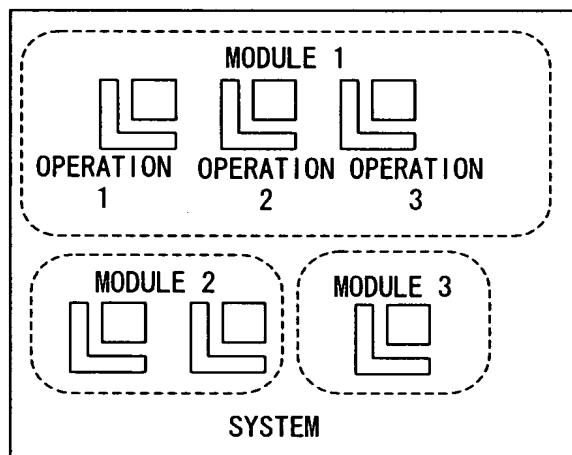 MODULE 1
OPERATION OPERATION OPERATION
1 2 3
MODULE 2
MODULE 3
SYSTEM